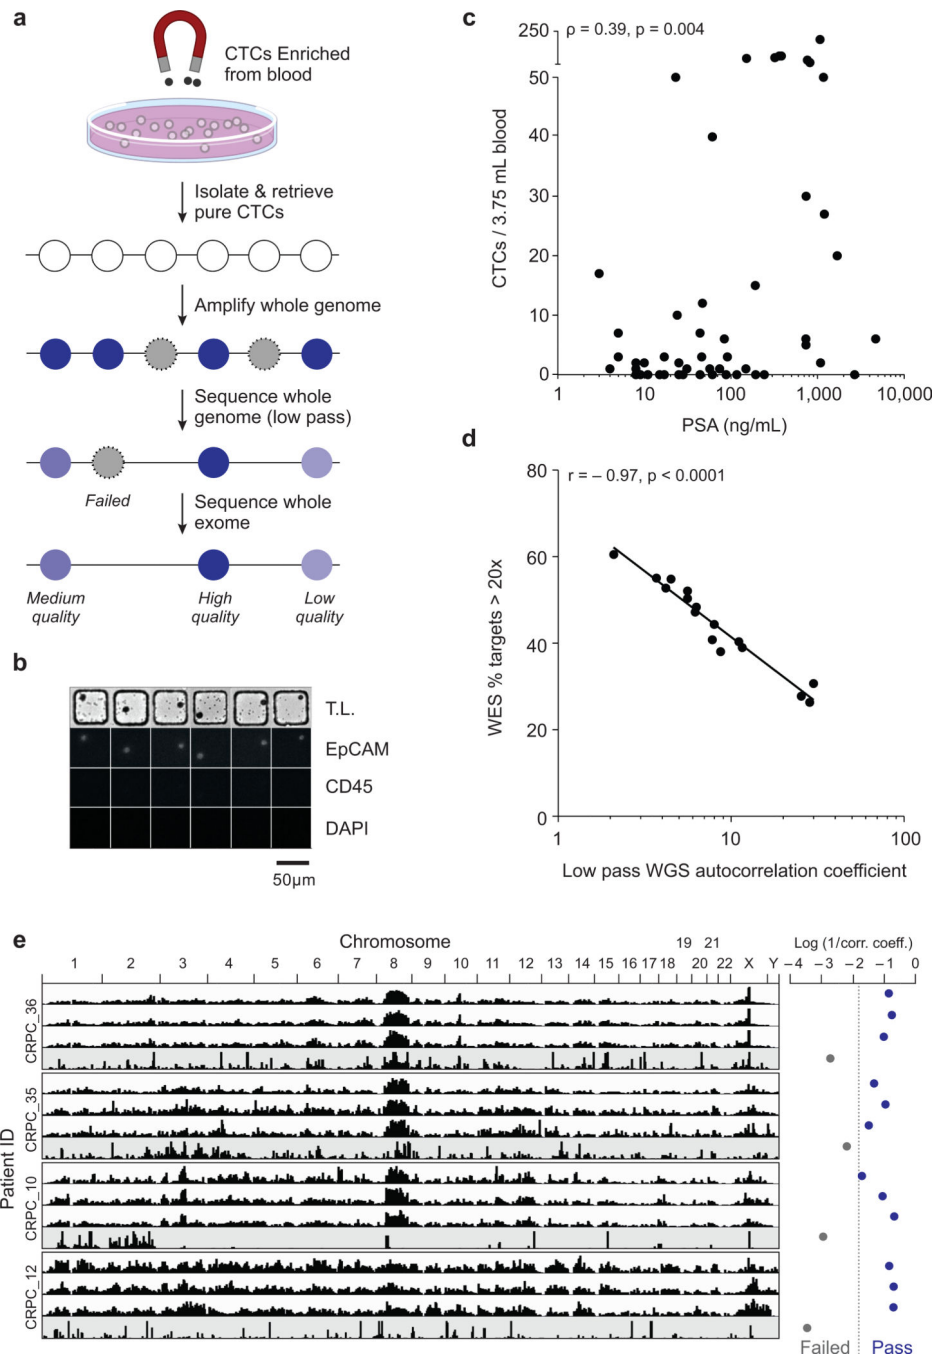 a
CTCs Enriched
from blood
Isolate & retrieve
pure CTCs
Amplify whole genome
Sequence whole
genome (low pass)
Failed
Sequence whole
exome
Medium
quality
High
quality
Low
quality
b
T.L.
EpCAM
CD45
DAPI
50µm
c
ρ = 0.39, p = 0.004
CTCs / 3.75 mL blood
250
50
40
30
20
10
0
1
10
100
1,000
10,000
PSA (ng/mL)
d
r = – 0.97, p < 0.0001
WES % targets > 20x
80
60
40
20
0
1
10
100
Low pass WGS autocorrelation coefficient
e
Chromosome
19 21
1 2 3 4 5 6 7 8 9 10 11 12 13 14 15 16 17 18 20 22 X Y
Log (1/corr. coeff.)
–4 –3 –2 –1 0
Patient ID
CRPC_36
CRPC_35
CRPC_10
CRPC_12
Failed
Pass